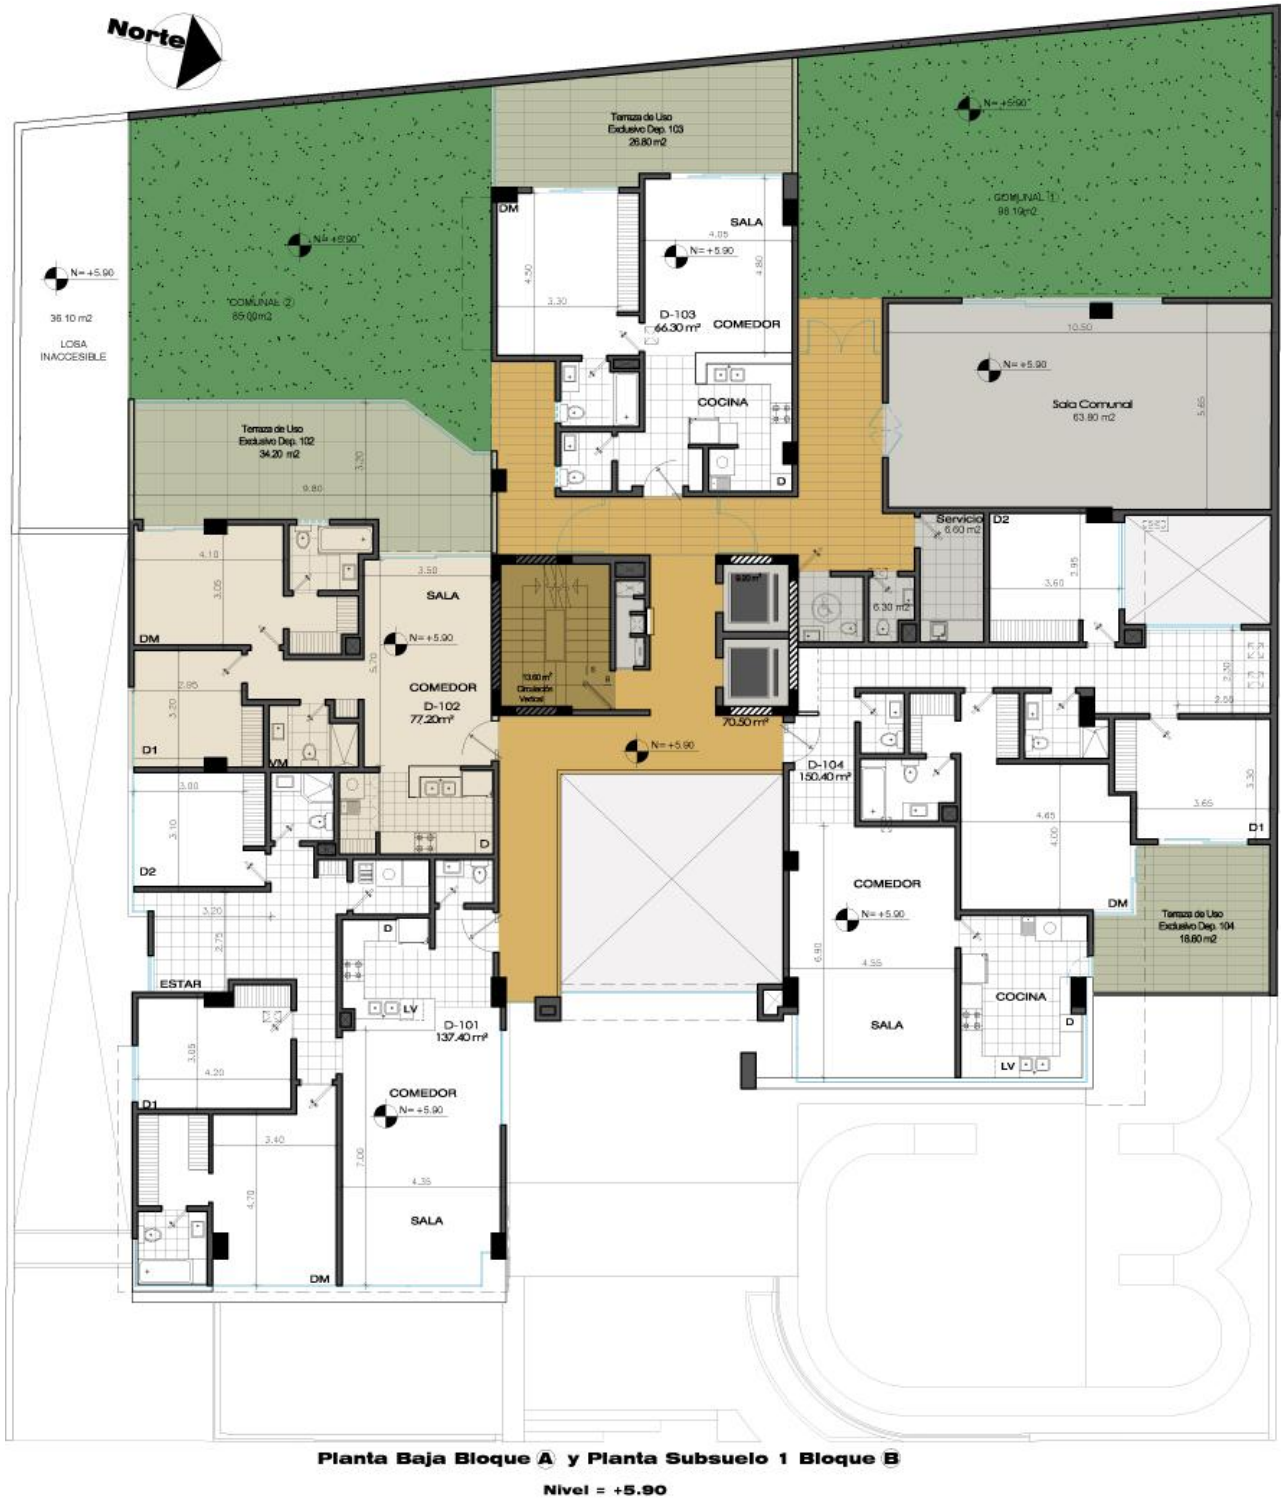 Norte
Terraza de Uso
Exclusivo Dep. 103
26.80 m2
N= +5.90
COMUNAL 1
98.10m2
N= +5.90
COMUNAL 2
85.00m2
N= +5.90
36.10 m2
LOSA
INACCESIBLE
DM
4.50
3.30
SALA
4.05
N= +5.90
4.80
D-103
66.30 m²
COMEDOR
COCINA
D
10.50
N= +5.90
Sala Comunal
63.80 m2
5.65
Terraza de Uso
Exclusivo Dep. 102
34.20 m2
3.20
9.80
4.10
3.05
DM
3.50
SALA
N= +5.90
5.70
COMEDOR
D-102
77.20m²
2.95
3.20
D1
VM
D
13.60 m²
Circulación
Vertical
B
70.50 m²
N= +5.90
Servicio
6.60 m2
6.30 m2
D2
2.95
3.60
2.55
D-104
150.40 m²
3.65
3.30
D1
4.65
4.00
DM
Terraza de Uso
Exclusivo Dep. 104
18.60 m2
COMEDOR
N= +5.90
6.90
4.55
SALA
COCINA
D
LV
3.00
3.10
D2
3.20
2.75
ESTAR
D
LV
D-101
137.40 m²
3.05
4.20
D1
COMEDOR
N= +5.90
3.40
4.70
7.00
4.35
SALA
DM
Planta Baja Bloque A y Planta Subsuelo 1 Bloque B
Nivel = +5.90